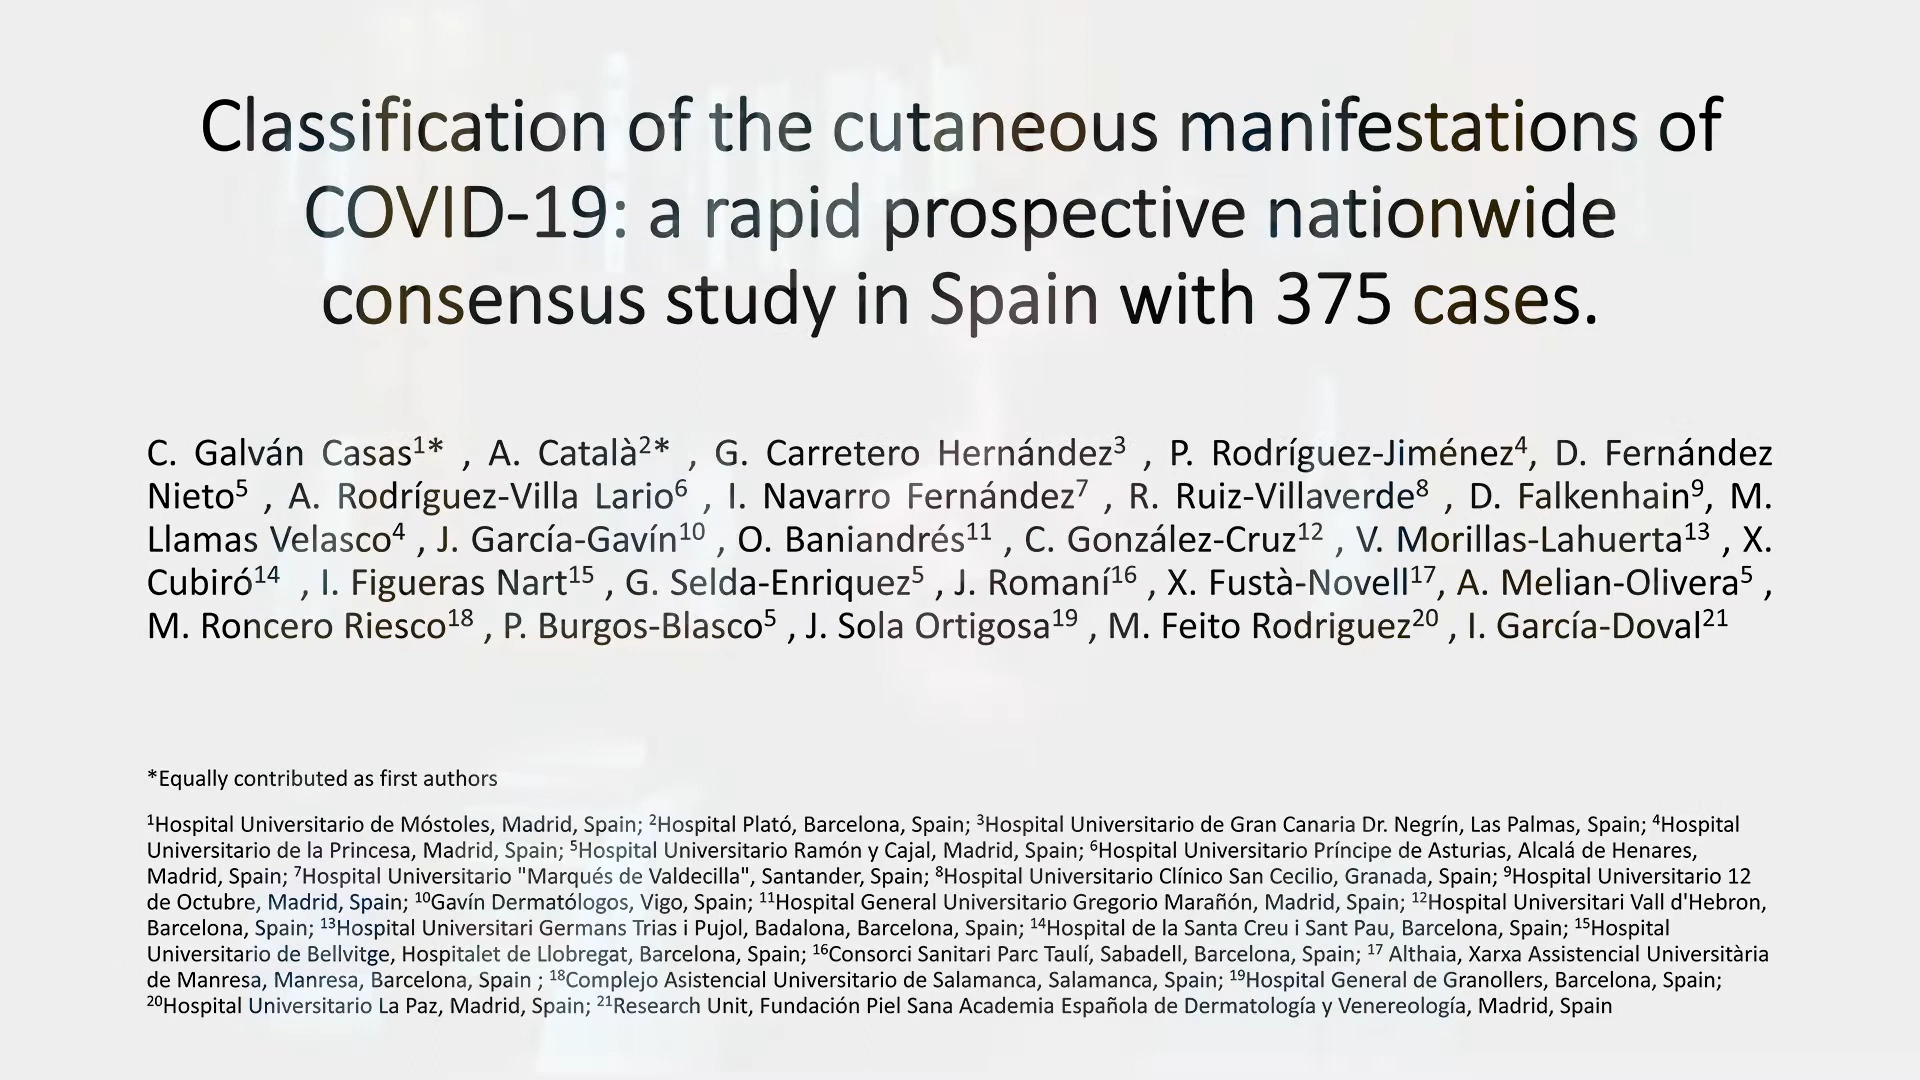 Classification of the cutaneous manifestations of
COVID-19: a rapid prospective nationwide
consensus study in Spain with 375 cases.
C. Galván Casas¹* , A. Català²* , G. Carretero Hernández³ , P. Rodríguez-Jiménez⁴, D. Fernández
Nieto⁵ , A. Rodríguez-Villa Lario⁶ , I. Navarro Fernández⁷ , R. Ruiz-Villaverde⁸ , D. Falkenhain⁹, M.
Llamas Velasco⁴ , J. García-Gavín¹⁰ , O. Baniandrés¹¹ , C. González-Cruz¹² , V. Morillas-Lahuerta¹³ , X.
Cubiró¹⁴ , I. Figueras Nart¹⁵ , G. Selda-Enriquez⁵ , J. Romaní¹⁶ , X. Fustà-Novell¹⁷, A. Melian-Olivera⁵ ,
M. Roncero Riesco¹⁸ , P. Burgos-Blasco⁵ , J. Sola Ortigosa¹⁹ , M. Feito Rodriguez²⁰ , I. García-Doval²¹
*Equally contributed as first authors
¹Hospital Universitario de Móstoles, Madrid, Spain; ²Hospital Plató, Barcelona, Spain; ³Hospital Universitario de Gran Canaria Dr. Negrín, Las Palmas, Spain; ⁴Hospital
Universitario de la Princesa, Madrid, Spain; ⁵Hospital Universitario Ramón y Cajal, Madrid, Spain; ⁶Hospital Universitario Príncipe de Asturias, Alcalá de Henares,
Madrid, Spain; ⁷Hospital Universitario "Marqués de Valdecilla", Santander, Spain; ⁸Hospital Universitario Clínico San Cecilio, Granada, Spain; ⁹Hospital Universitario 12
de Octubre, Madrid, Spain; ¹⁰Gavín Dermatólogos, Vigo, Spain; ¹¹Hospital General Universitario Gregorio Marañón, Madrid, Spain; ¹²Hospital Universitari Vall d'Hebron,
Barcelona, Spain; ¹³Hospital Universitari Germans Trias i Pujol, Badalona, Barcelona, Spain; ¹⁴Hospital de la Santa Creu i Sant Pau, Barcelona, Spain; ¹⁵Hospital
Universitario de Bellvitge, Hospitalet de Llobregat, Barcelona, Spain; ¹⁶Consorci Sanitari Parc Taulí, Sabadell, Barcelona, Spain; ¹⁷ Althaia, Xarxa Assistencial Universitària
de Manresa, Manresa, Barcelona, Spain ; ¹⁸Complejo Asistencial Universitario de Salamanca, Salamanca, Spain; ¹⁹Hospital General de Granollers, Barcelona, Spain;
²⁰Hospital Universitario La Paz, Madrid, Spain; ²¹Research Unit, Fundación Piel Sana Academia Española de Dermatología y Venereología, Madrid, Spain